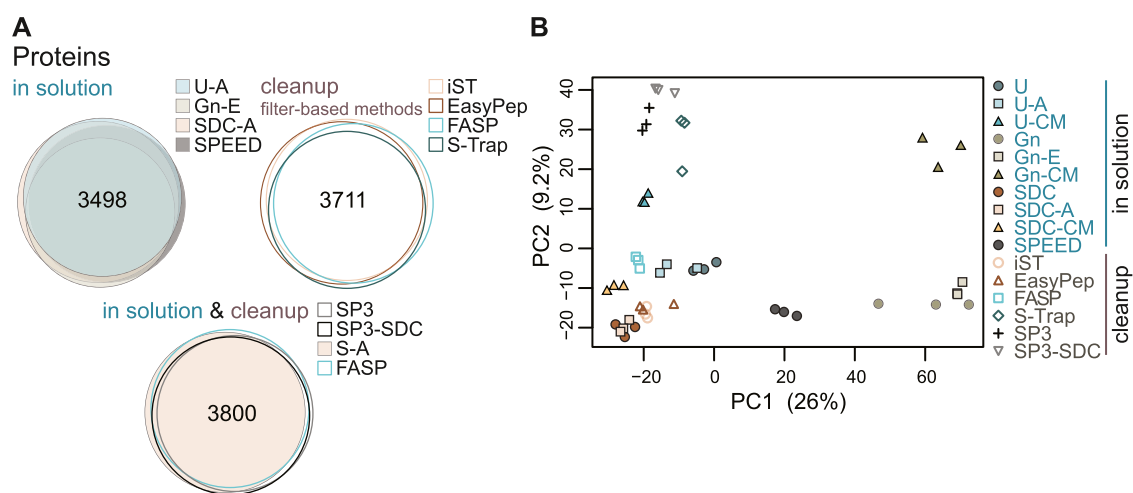 A
Proteins
in solution
U-A
Gn-E
SDC-A
SPEED
3498
cleanup
filter-based methods
iST
EasyPep
FASP
S-Trap
3711
in solution & cleanup
SP3
SP3-SDC
S-A
FASP
3800
B
PC2 (9.2%)
40
30
20
10
0
−10
−20
−20 0 20 40 60
PC1 (26%)
U
U-A
U-CM
Gn
Gn-E
Gn-CM
SDC
SDC-A
SDC-CM
SPEED
iST
EasyPep
FASP
S-Trap
SP3
SP3-SDC
in solution
cleanup